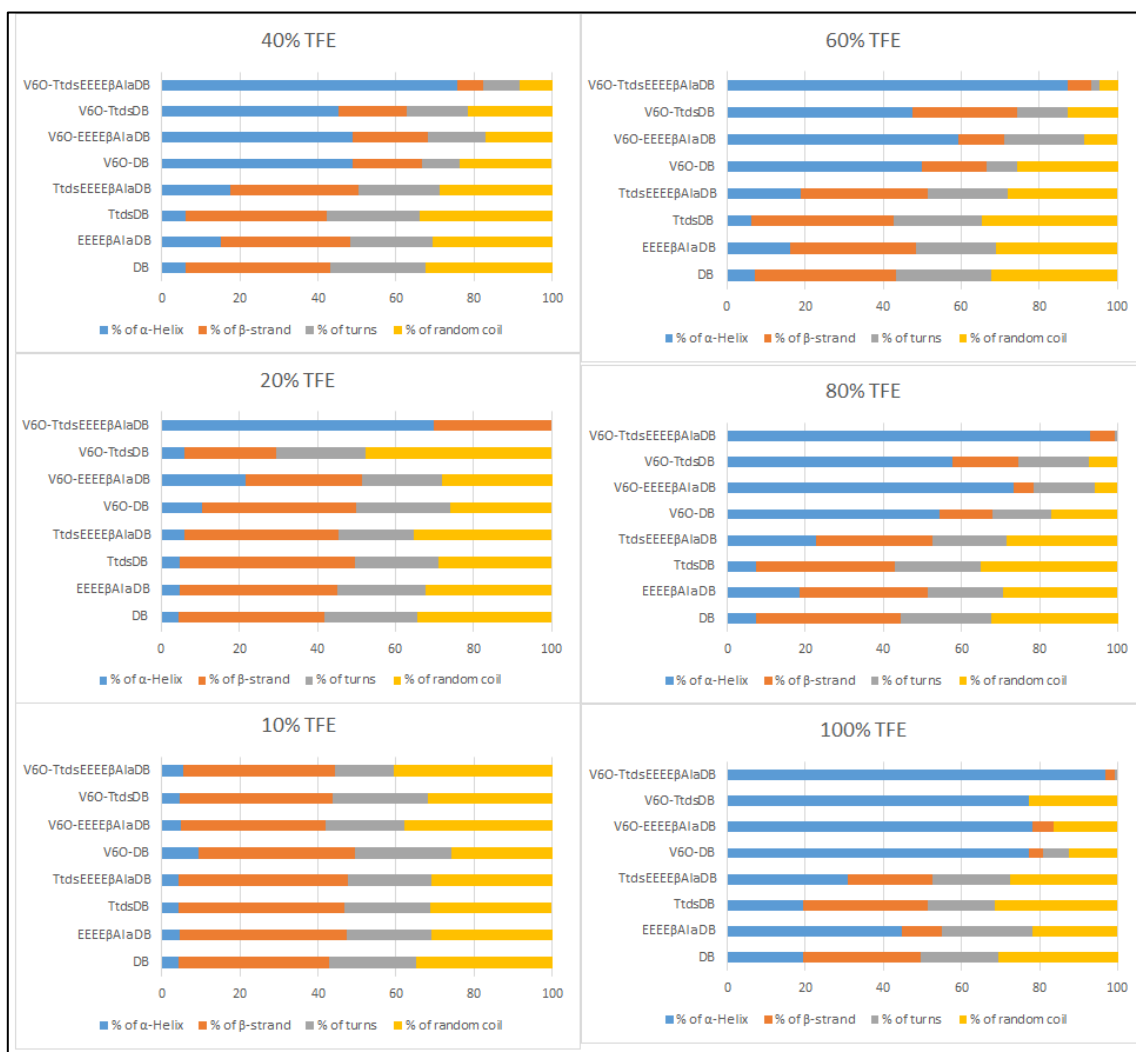 40% TFE
V6O-TtdsEEEEβAlaDB
V6O-TtdsDB
V6O-EEEEβAlaDB
V6O-DB
TtdsEEEEβAlaDB
TtdsDB
EEEEβAlaDB
DB
0 20 40 60 80 100
% of α-Helix % of β-strand % of turns % of random coil
60% TFE
V6O-TtdsEEEEβAlaDB
V6O-TtdsDB
V6O-EEEEβAlaDB
V6O-DB
TtdsEEEEβAlaDB
TtdsDB
EEEEβAlaDB
DB
0 20 40 60 80 100
% of α-Helix % of β-strand % of turns % of random coil
20% TFE
V6O-TtdsEEEEβAlaDB
V6O-TtdsDB
V6O-EEEEβAlaDB
V6O-DB
TtdsEEEEβAlaDB
TtdsDB
EEEEβAlaDB
DB
0 20 40 60 80 100
% of α-Helix % of β-strand % of turns % of random coil
80% TFE
V6O-TtdsEEEEβAlaDB
V6O-TtdsDB
V6O-EEEEβAlaDB
V6O-DB
TtdsEEEEβAlaDB
TtdsDB
EEEEβAlaDB
DB
0 20 40 60 80 100
% of α-Helix % of β-strand % of turns % of random coil
10% TFE
V6O-TtdsEEEEβAlaDB
V6O-TtdsDB
V6O-EEEEβAlaDB
V6O-DB
TtdsEEEEβAlaDB
TtdsDB
EEEEβAlaDB
DB
0 20 40 60 80 100
% of α-Helix % of β-strand % of turns % of random coil
100% TFE
V6O-TtdsEEEEβAlaDB
V6O-TtdsDB
V6O-EEEEβAlaDB
V6O-DB
TtdsEEEEβAlaDB
TtdsDB
EEEEβAlaDB
DB
0 20 40 60 80 100
% of α-Helix % of β-strand % of turns % of random coil